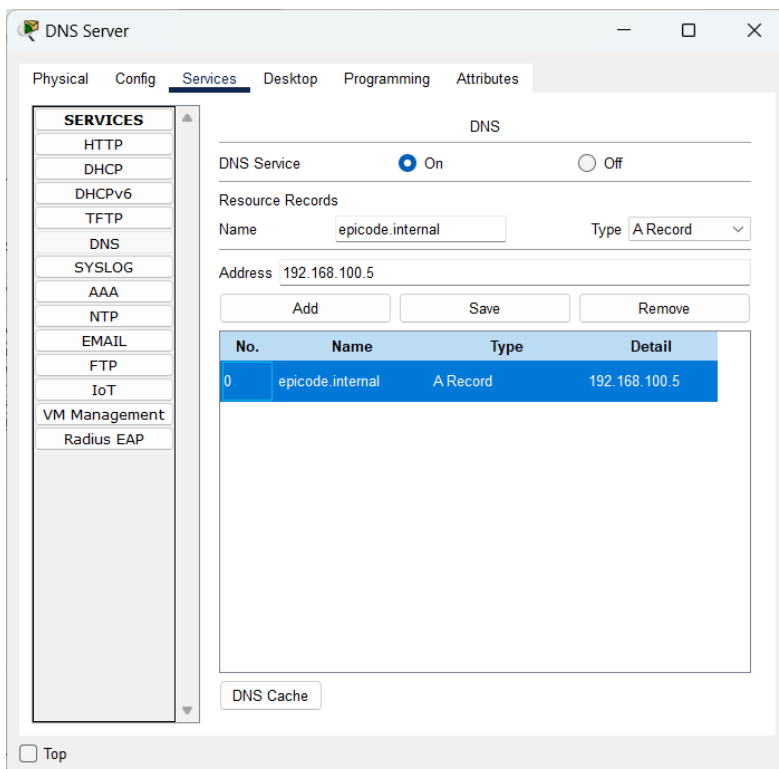 DNS Server
Physical Config Services Desktop Programming Attributes
SERVICES
HTTP
DHCP
DHCPv6
TFTP
DNS
SYSLOG
AAA
NTP
EMAIL
FTP
IoT
VM Management
Radius EAP
DNS
DNS Service On Off
Resource Records
Name epicode.internal Type A Record
Address 192.168.100.5
Add Save Remove
No. Name Type Detail
0 epicode.internal A Record 192.168.100.5
DNS Cache
Top